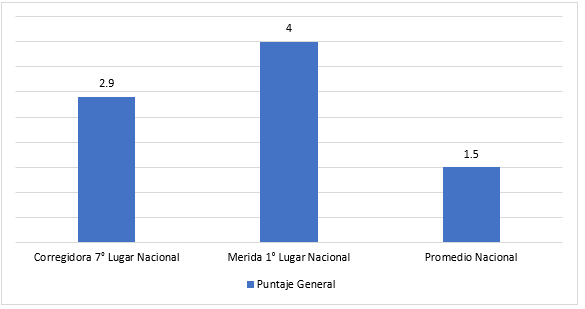 4
2.9
1.5
Corregidora 7° Lugar Nacional
Merida 1° Lugar Nacional
Promedio Nacional
Puntaje General